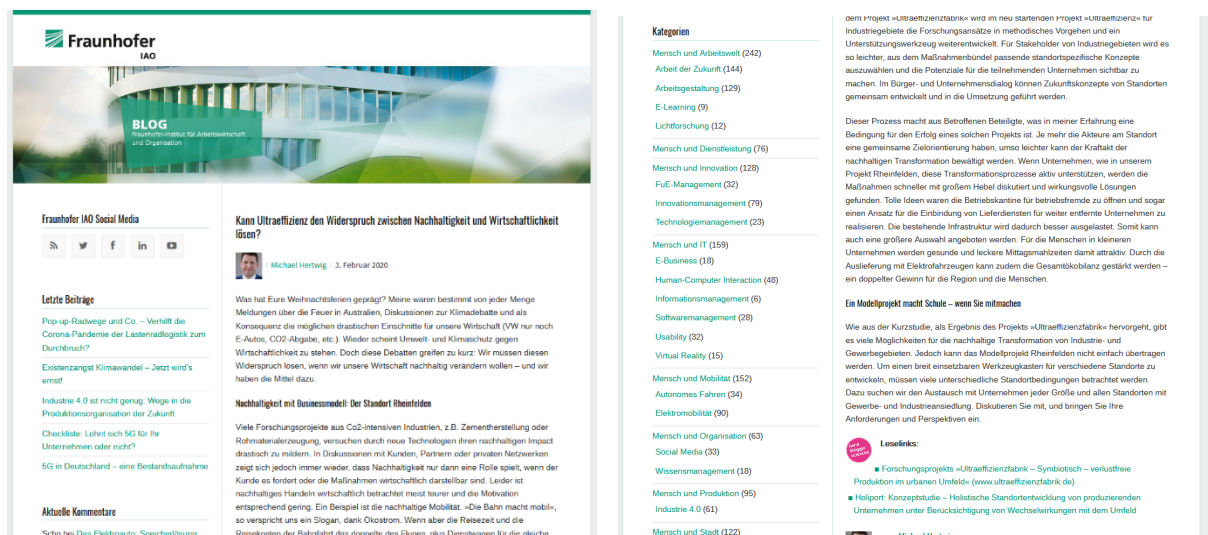 Fraunhofer
IAO
BLOG
Fraunhofer-Institut für Arbeitswirtschaft
und Organisation
Fraunhofer IAO Social Media
Letzte Beiträge
Pop-up-Radwege und Co. – Verhilft die
Corona-Pandemie der Lastenradlogistik zum
Durchbruch?
Existenzangst Klimawandel – Jetzt wird's
ernst!
Industrie 4.0 ist nicht genug: Wege in die
Produktionsorganisation der Zukunft
Checkliste: Lohnt sich 5G für Ihr
Unternehmen oder nicht?
5G in Deutschland – eine Bestandsaufnahme
Aktuelle Kommentare
Scho bei Das Elektroauto: Speicherlösung
Kann Ultraeffizienz den Widerspruch zwischen Nachhaltigkeit und Wirtschaftlichkeit
lösen?
Michael Hertwig 3. Februar 2020
Was hat Eure Weihnachtsferien geprägt? Meine waren bestimmt von jeder Menge
Meldungen über die Feuer in Australien, Diskussionen zur Klimadebatte und als
Konsequenz die möglichen drastischen Einschnitte für unsere Wirtschaft (VW nur noch
E-Autos, CO2-Abgabe, etc.). Wieder scheint Umwelt- und Klimaschutz gegen
Wirtschaftlichkeit zu stehen. Doch diese Debatten greifen zu kurz: Wir müssen diesen
Widerspruch lösen, wenn wir unsere Wirtschaft nachhaltig verändern wollen – und wir
haben die Mittel dazu.
Nachhaltigkeit mit Businessmodell: Der Standort Rheinfelden
Viele Forschungsprojekte aus Co2-intensiven Industrien, z.B. Zementherstellung oder
Rohmaterialerzeugung, versuchen durch neue Technologien ihren nachhaltigen Impact
drastisch zu mildern. In Diskussionen mit Kunden, Partnern oder privaten Netzwerken
zeigt sich jedoch immer wieder, dass Nachhaltigkeit nur dann eine Rolle spielt, wenn der
Kunde es fordert oder die Maßnahmen wirtschaftlich darstellbar sind. Leider ist
nachhaltiges Handeln wirtschaftlich betrachtet meist teurer und die Motivation
entsprechend gering. Ein Beispiel ist die nachhaltige Mobilität. »Die Bahn macht mobil«,
so verspricht uns ein Slogan, dank Ökostrom. Wenn aber die Reisezeit und die
Reisekosten der Bahnfahrt das doppelte des Fluges, plus Dienstwagen für die gleiche
Kategorien
Mensch und Arbeitswelt (242)
Arbeit der Zukunft (144)
Arbeitsgestaltung (129)
E-Learning (9)
Lichtforschung (12)
Mensch und Dienstleistung (76)
Mensch und Innovation (128)
FuE-Management (32)
Innovationsmanagement (79)
Technologiemanagement (23)
Mensch und IT (159)
E-Business (18)
Human-Computer Interaction (48)
Informationsmanagement (6)
Softwaremanagement (28)
Usability (32)
Virtual Reality (15)
Mensch und Mobilität (152)
Autonomes Fahren (34)
Elektromobilität (90)
Mensch und Organisation (63)
Social Media (33)
Wissensmanagement (18)
Mensch und Produktion (95)
Industrie 4.0 (61)
Mensch und Stadt (122)
dem Projekt »Ultraeffizienzfabrik« wird im neu startenden Projekt »Ultraeffizienz« für
Industriegebiete die Forschungsansätze in methodisches Vorgehen und ein
Unterstützungswerkzeug weiterentwickelt. Für Stakeholder von Industriegebieten wird es
so leichter, aus dem Maßnahmenbündel passende standortspezifische Konzepte
auszuwählen und die Potenziale für die teilnehmenden Unternehmen sichtbar zu
machen. Im Bürger- und Unternehmensdialog können Zukunftskonzepte von Standorten
gemeinsam entwickelt und in die Umsetzung geführt werden.
Dieser Prozess macht aus Betroffenen Beteiligte, was in meiner Erfahrung eine
Bedingung für den Erfolg eines solchen Projekts ist. Je mehr die Akteure am Standort
eine gemeinsame Zielorientierung haben, umso leichter kann der Kraftakt der
nachhaltigen Transformation bewältigt werden. Wenn Unternehmen, wie in unserem
Projekt Rheinfelden, diese Transformationsprozesse aktiv unterstützen, werden die
Maßnahmen schneller mit großem Hebel diskutiert und wirkungsvolle Lösungen
gefunden. Tolle Ideen waren die Betriebskantine für betriebsfremde zu öffnen und sogar
einen Ansatz für die Einbindung von Lieferdiensten für weiter entfernte Unternehmen zu
realisieren. Die bestehende Infrastruktur wird dadurch besser ausgelastet. Somit kann
auch eine größere Auswahl angeboten werden. Für die Menschen in kleineren
Unternehmen werden gesunde und leckere Mittagsmahlzeiten damit attraktiv. Durch die
Auslieferung mit Elektrofahrzeugen kann zudem die Gesamtökobilanz gestärkt werden –
ein doppelter Gewinn für die Region und die Menschen.
Ein Modellprojekt macht Schule – wenn Sie mitmachen
Wie aus der Kurzstudie, als Ergebnis des Projekts »Ultraeffizienzfabrik« hervorgeht, gibt
es viele Möglichkeiten für die nachhaltige Transformation von Industrie- und
Gewerbegebieten. Jedoch kann das Modellprojekt Rheinfelden nicht einfach übertragen
werden. Um einen breit einsetzbaren Werkzeugkasten für verschiedene Standorte zu
entwickeln, müssen viele unterschiedliche Standortbedingungen betrachtet werden.
Dazu suchen wir den Austausch mit Unternehmen jeder Größe und allen Standorten mit
Gewerbe- und Industrieansiedlung. Diskutieren Sie mit, und bringen Sie Ihre
Anforderungen und Perspektiven ein.
Leselinks:
Forschungsprojekts »Ultraeffizienzfabrik – Symbiotisch – verlustfreie
Produktion im urbanen Umfeld« (www.ultraeffizienzfabrik.de)
Holiport: Konzeptstudie – Holistische Standortentwicklung von produzierenden
Unternehmen unter Berücksichtigung von Wechselwirkungen mit dem Umfeld